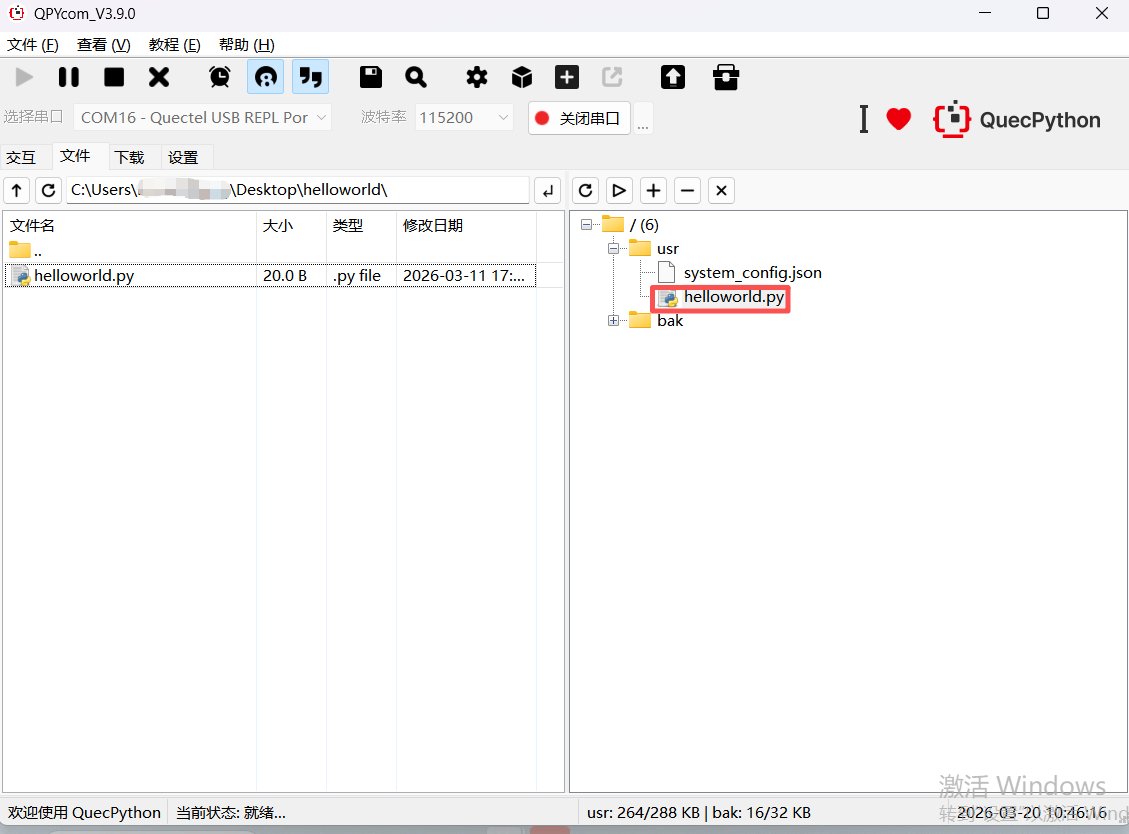 QPYcom_V3.9.0
文件 (F) 查看 (V) 教程 (E) 帮助 (H)
选择串口 COM16 - Quectel USB REPL Por 波特率 115200 关闭串口 ... QuecPython
交互 文件 下载 设置
C:\Users\ \Desktop\helloworld\
文件名 大小 类型 修改日期
..
helloworld.py 20.0 B .py file 2026-03-11 17:...
/ (6)
usr
system_config.json
helloworld.py
bak
激活 Windows
欢迎使用 QuecPython 当前状态: 就绪... usr: 264/288 KB | bak: 16/32 KB 2026-03-20 10:46:16